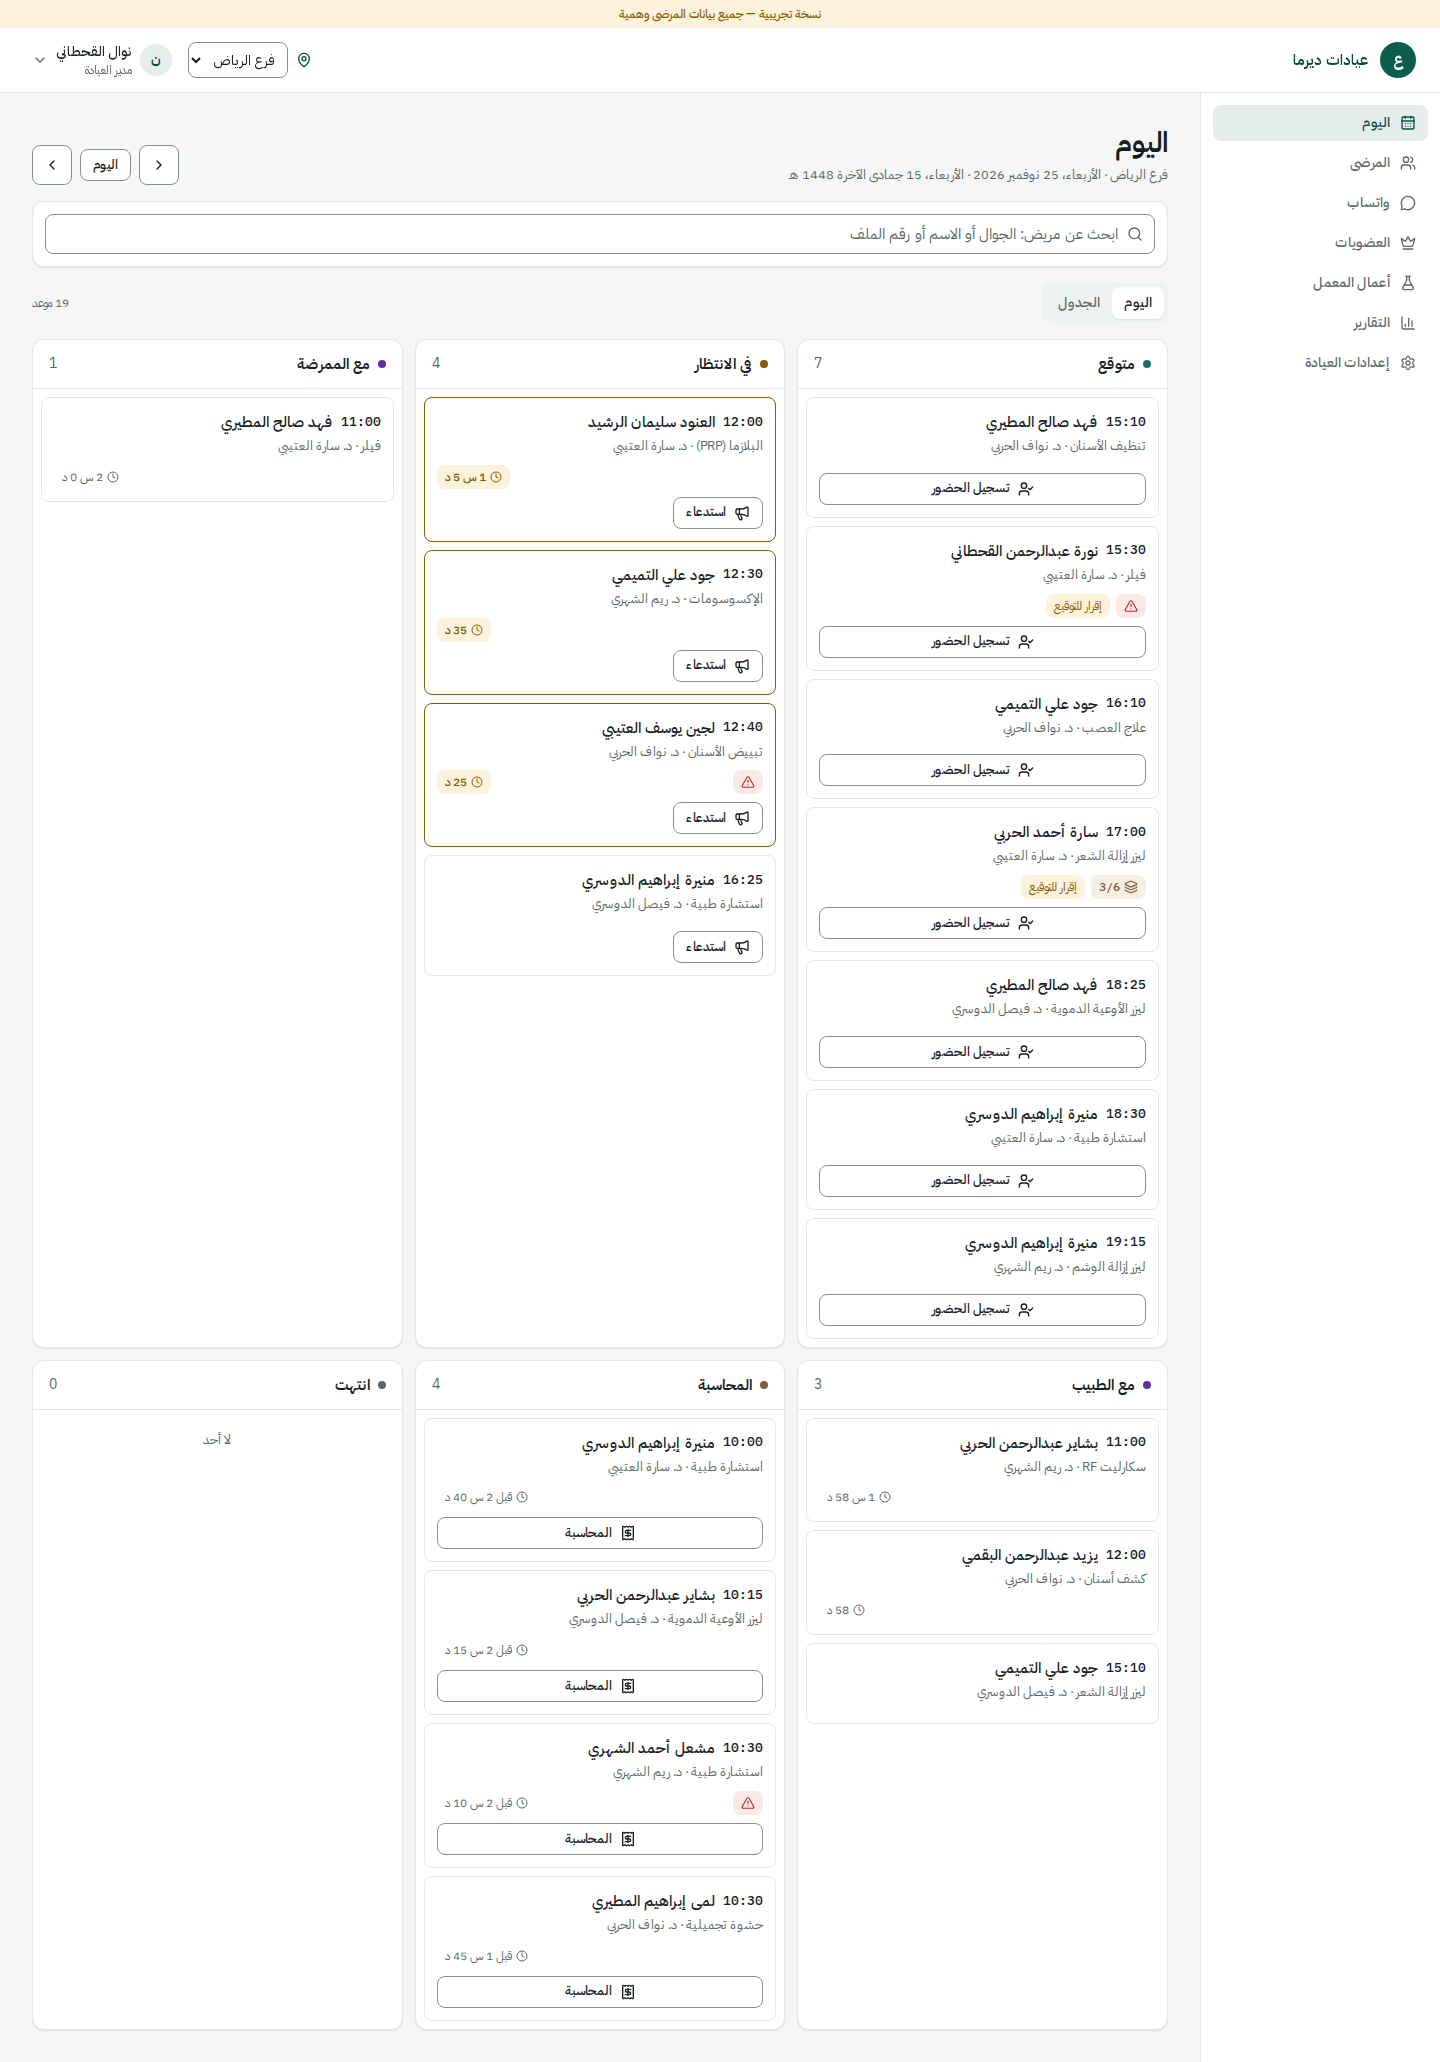 نسخة تجريبية — جميع بيانات المرضى وهمية
ع
عيادات ديرما
فرع الرياض
ن
نوال القحطاني
مدير العيادة
اليوم
المرضى
واتساب
العضويات
أعمال المعمل
التقارير
إعدادات العيادة
اليوم
فرع الرياض · الأربعاء، 25 نوفمبر 2026 · الأربعاء، 15 جمادى الآخرة 1448 هـ
اليوم
ابحث عن مريض: الجوال أو الاسم أو رقم الملف
اليوم
الجدول
19 موعد
متوقع 7
15:10 فهد صالح المطيري
تنظيف الأسنان · د. نواف الحربي
تسجيل الحضور
15:30 نورة عبدالرحمن القحطاني
فيلر · د. سارة العتيبي
إقرار للتوقيع
تسجيل الحضور
16:10 جود علي التميمي
علاج العصب · د. نواف الحربي
تسجيل الحضور
17:00 سارة أحمد الحربي
ليزر إزالة الشعر · د. سارة العتيبي
3/6 إقرار للتوقيع
تسجيل الحضور
18:25 فهد صالح المطيري
ليزر الأوعية الدموية · د. فيصل الدوسري
تسجيل الحضور
18:30 منيرة إبراهيم الدوسري
استشارة طبية · د. سارة العتيبي
تسجيل الحضور
19:15 منيرة إبراهيم الدوسري
ليزر إزالة الوشم · د. ريم الشهري
تسجيل الحضور
في الانتظار 4
12:00 العنود سليمان الرشيد
البلازما (PRP) · د. سارة العتيبي
1 س 5 د
استدعاء
12:30 جود علي التميمي
الإكسوسومات · د. ريم الشهري
35 د
استدعاء
12:40 لجين يوسف العتيبي
تبييض الأسنان · د. نواف الحربي
25 د
استدعاء
16:25 منيرة إبراهيم الدوسري
استشارة طبية · د. فيصل الدوسري
استدعاء
مع الممرضة 1
11:00 فهد صالح المطيري
فيلر · د. سارة العتيبي
2 س 0 د
مع الطبيب 3
11:00 بشاير عبدالرحمن الحربي
سكارليت RF · د. ريم الشهري
1 س 58 د
12:00 يزيد عبدالرحمن البقمي
كشف أسنان · د. نواف الحربي
58 د
15:10 جود علي التميمي
ليزر إزالة الشعر · د. فيصل الدوسري
المحاسبة 4
10:00 منيرة إبراهيم الدوسري
استشارة طبية · د. سارة العتيبي
قبل 2 س 40 د
المحاسبة
10:15 بشاير عبدالرحمن الحربي
ليزر الأوعية الدموية · د. فيصل الدوسري
قبل 2 س 15 د
المحاسبة
10:30 مشعل أحمد الشهري
استشارة طبية · د. ريم الشهري
قبل 2 س 10 د
المحاسبة
10:30 لمى إبراهيم المطيري
حشوة تجميلية · د. نواف الحربي
قبل 1 س 45 د
المحاسبة
انتهت 0
لا أحد